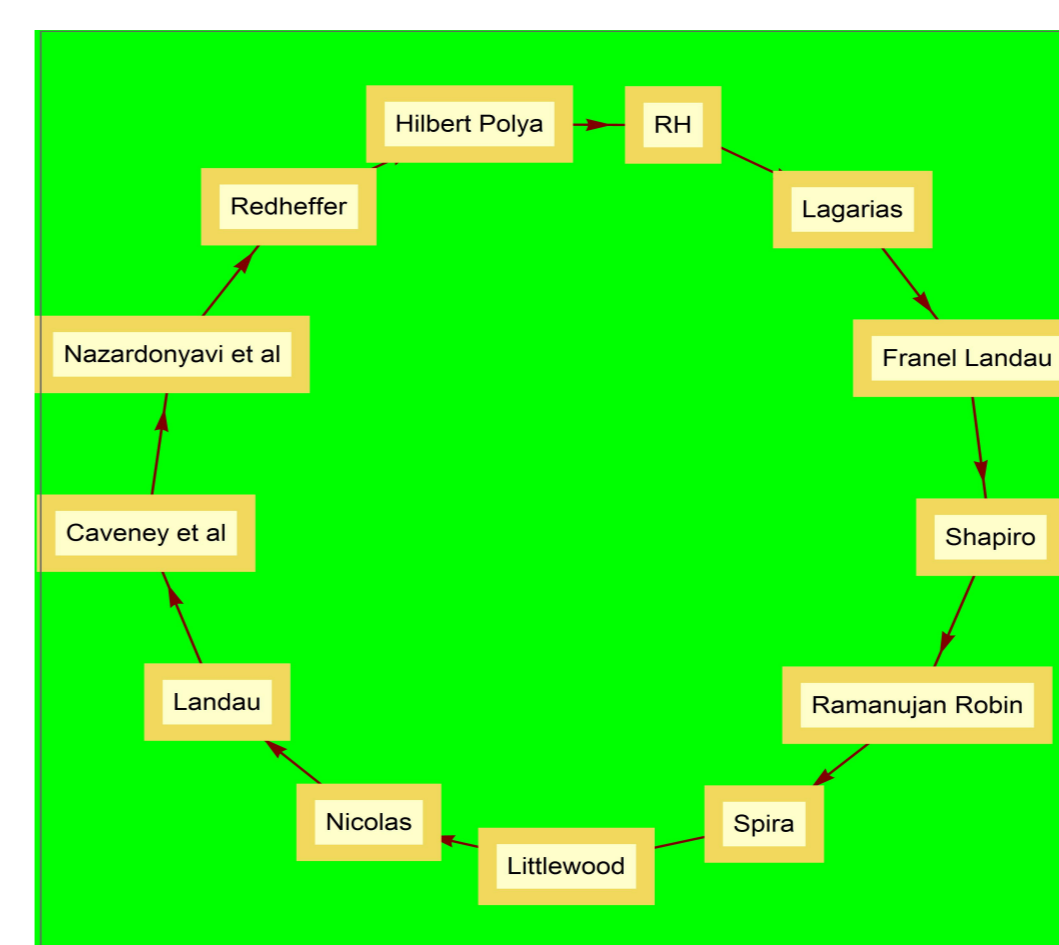 Hilbert Polya
RH
Redheffer
Lagarias
Nazardonyavi et al
Franel Landau
Caveney et al
Shapiro
Landau
Ramanujan Robin
Nicolas
Spira
Littlewood